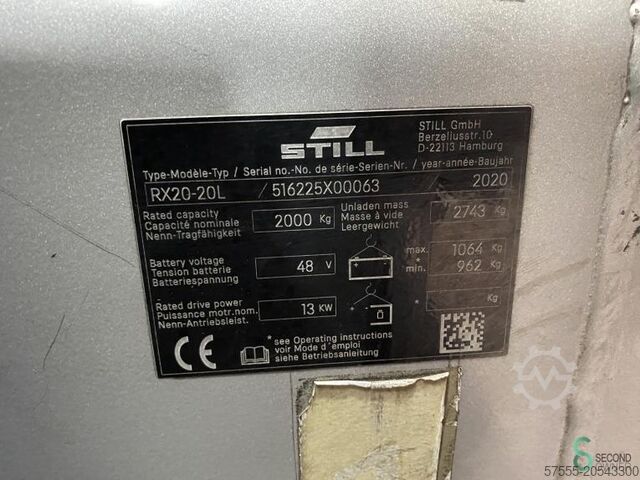 STILL
STILL GmbH
Berzeliusstr.10
D-22113 Hamburg
Type-Modèle-Typ / Serial no.-No. de série-Serien-Nr. / year-année-Baujahr
RX20-20L / 516225X00063 / 2020
Rated capacity
Capacité nominale
Nenn-Tragfähigkeit
2000 Kg
Unladen mass
Masse à vide
Leergewicht
2743 Kg
Battery voltage
Tension batterie
Batteriespannung
48 V
max. 1064 Kg
* min. 962 Kg
Rated drive power
Puissance motr.nom.
Nenn-Antriebsleist.
13 KW
* Kg
*see Operating instructions
voir Mode d'emploi
siehe Betriebsanleitung
CE
SECOND
57555-20543300